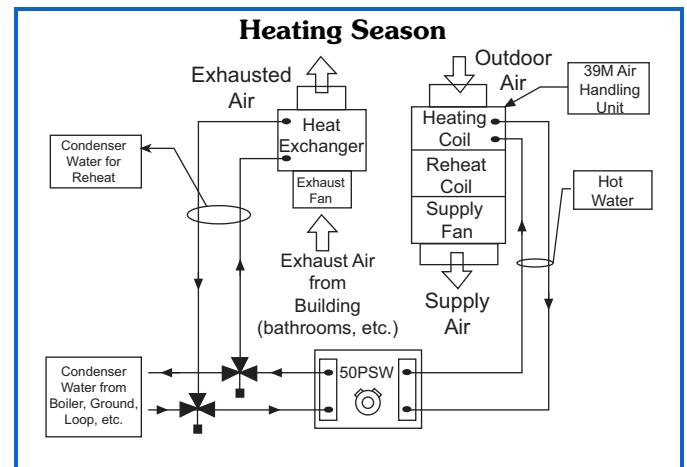 Heating Season
Exhausted
Air
Outdoor
Air
39M Air
Handling
Unit
Heat
Exchanger
Heating
Coil
Condenser
Water for
Reheat
Exhaust
Fan
Reheat
Coil
Hot
Water
Supply
Fan
Exhaust Air
from
Building
(bathrooms, etc.)
Supply
Air
Condenser
Water from
Boiler, Ground,
Loop, etc.
50PSW